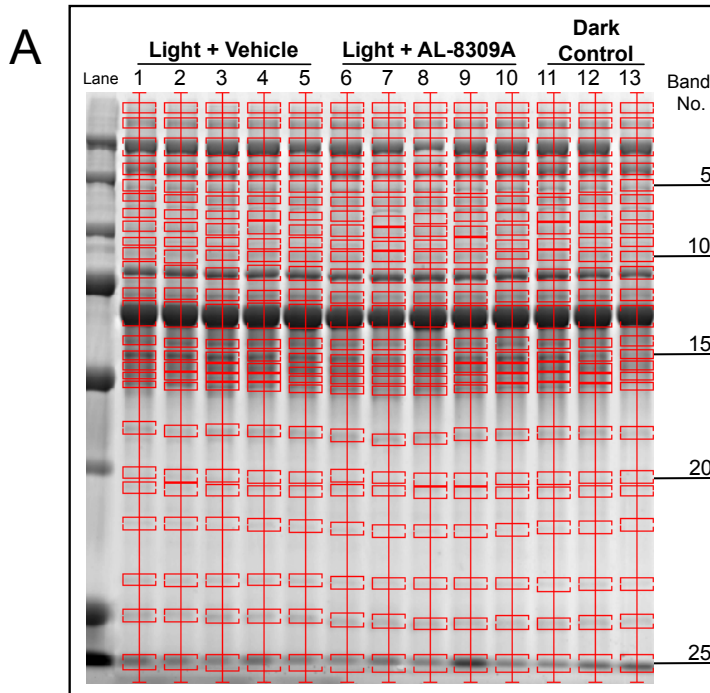 A
Light + Vehicle Light + AL-8309A Dark Control
Lane 1 2 3 4 5 6 7 8 9 10 11 12 13 Band No.
5
10
15
20
25